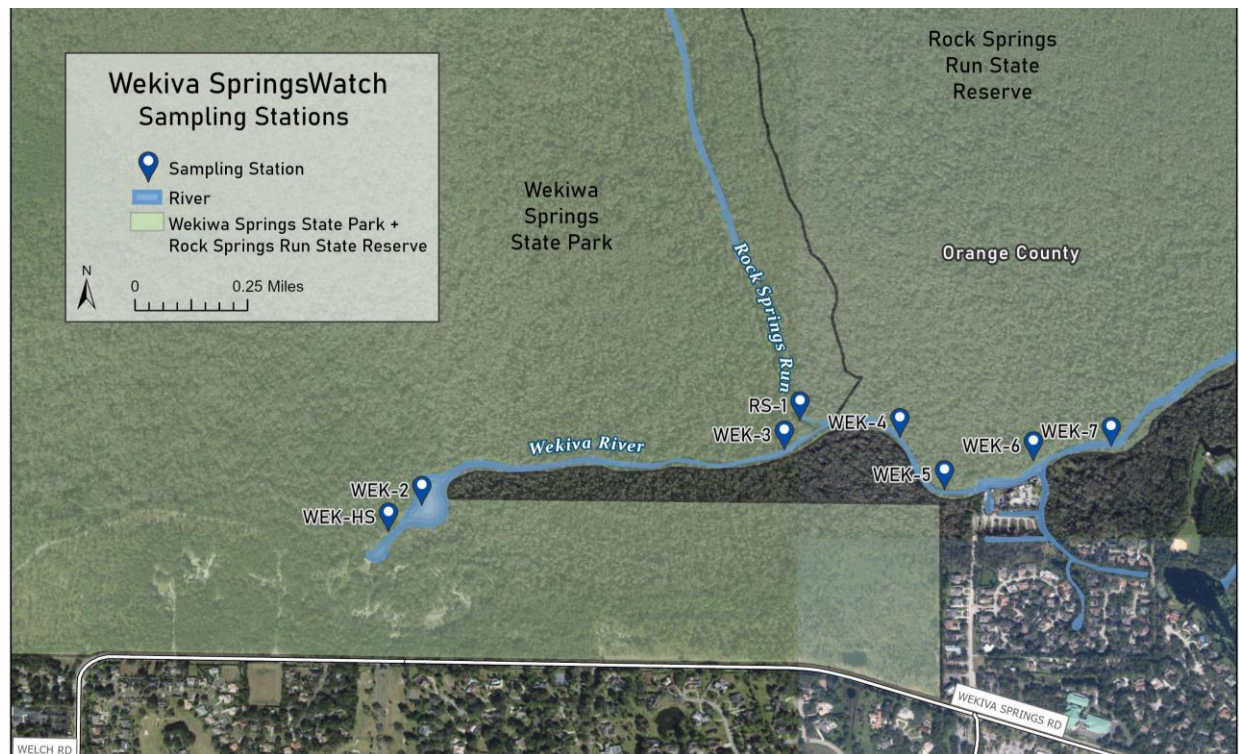 Wekiva SpringsWatch
Sampling Stations
Sampling Station
River
Wekiwa Springs State Park +
Rock Springs Run State Reserve
N
0 0.25 Miles
Rock Springs
Run State
Reserve
Wekiwa
Springs
State Park
Orange County
Rock Springs Run
RS-1
WEK-3
WEK-4
Wekiva River
WEK-6
WEK-7
WEK-5
WEK-2
WEK-HS
WEKIVA SPRINGS RD
WELCH RD